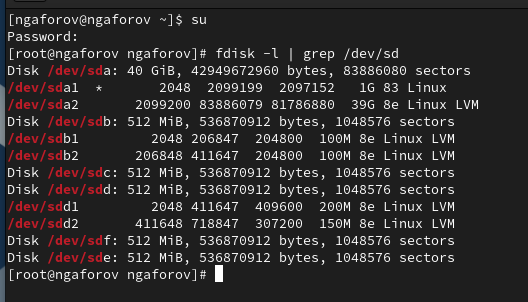 [ngaforov@ngaforov ~]$ su
Password:
[root@ngaforov ngaforov]# fdisk -l | grep /dev/sd
Disk /dev/sda: 40 GiB, 42949672960 bytes, 83886080 sectors
/dev/sda1  *       2048  2099199  2097152   1G 83 Linux
/dev/sda2       2099200 83886079 81786880  39G 8e Linux LVM
Disk /dev/sdb: 512 MiB, 536870912 bytes, 1048576 sectors
/dev/sdb1         2048 206847  204800  100M 8e Linux LVM
/dev/sdb2       206848 411647  204800  100M 8e Linux LVM
Disk /dev/sdc: 512 MiB, 536870912 bytes, 1048576 sectors
Disk /dev/sdd: 512 MiB, 536870912 bytes, 1048576 sectors
/dev/sdd1         2048 411647  409600  200M 8e Linux LVM
/dev/sdd2       411648 718847  307200  150M 8e Linux LVM
Disk /dev/sdf: 512 MiB, 536870912 bytes, 1048576 sectors
Disk /dev/sde: 512 MiB, 536870912 bytes, 1048576 sectors
[root@ngaforov ngaforov]#